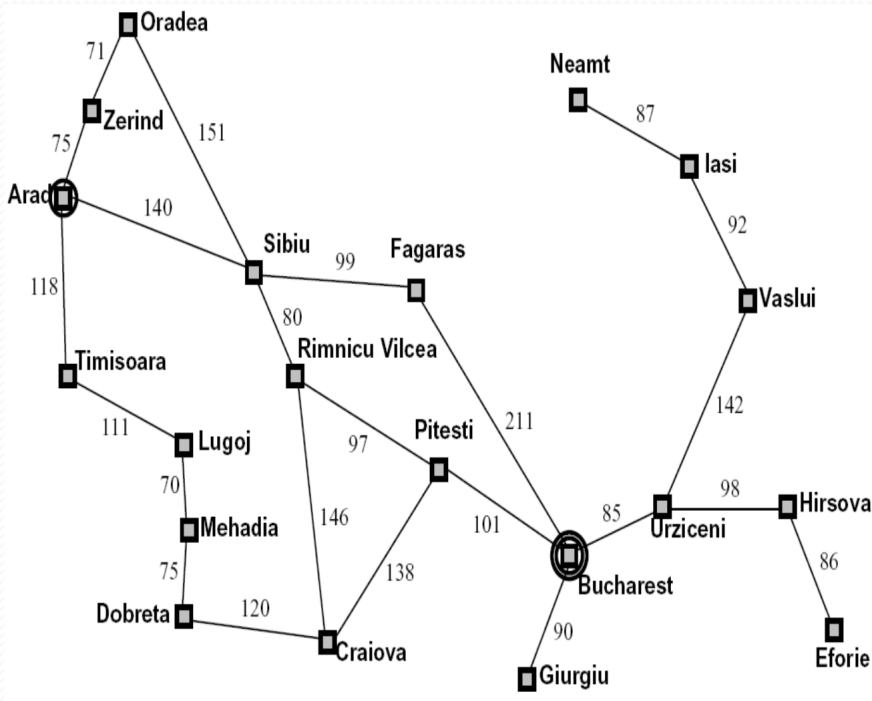 Oradea
71
Neamt
87
Zerind
151
75
Iasi
Arad
140
92
Sibiu
Fagaras
99
118
Vaslui
80
Rimnicu Vilcea
Timisoara
142
111
211
Pitesti
Lugoj
97
70
98
Hirsova
146
101
85
Urziceni
Mehadia
75
138
86
Bucharest
Dobreta
120
90
Craiova
Eforie
Giurgiu